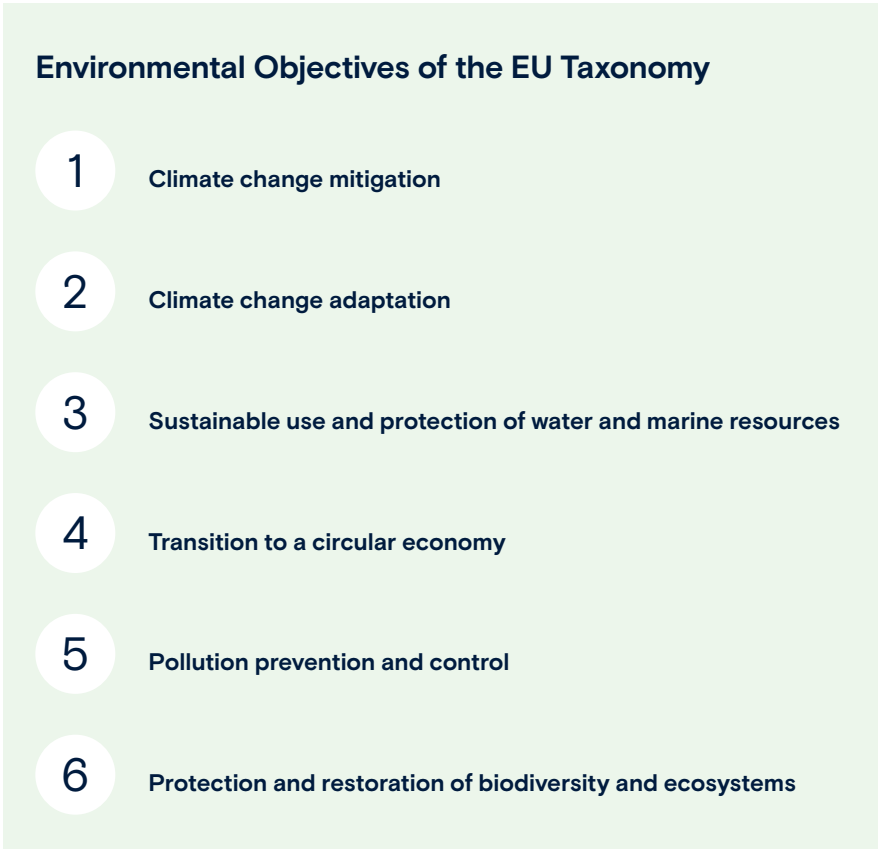 Environmental Objectives of the EU Taxonomy
1 Climate change mitigation
2 Climate change adaptation
3 Sustainable use and protection of water and marine resources
4 Transition to a circular economy
5 Pollution prevention and control
6 Protection and restoration of biodiversity and ecosystems